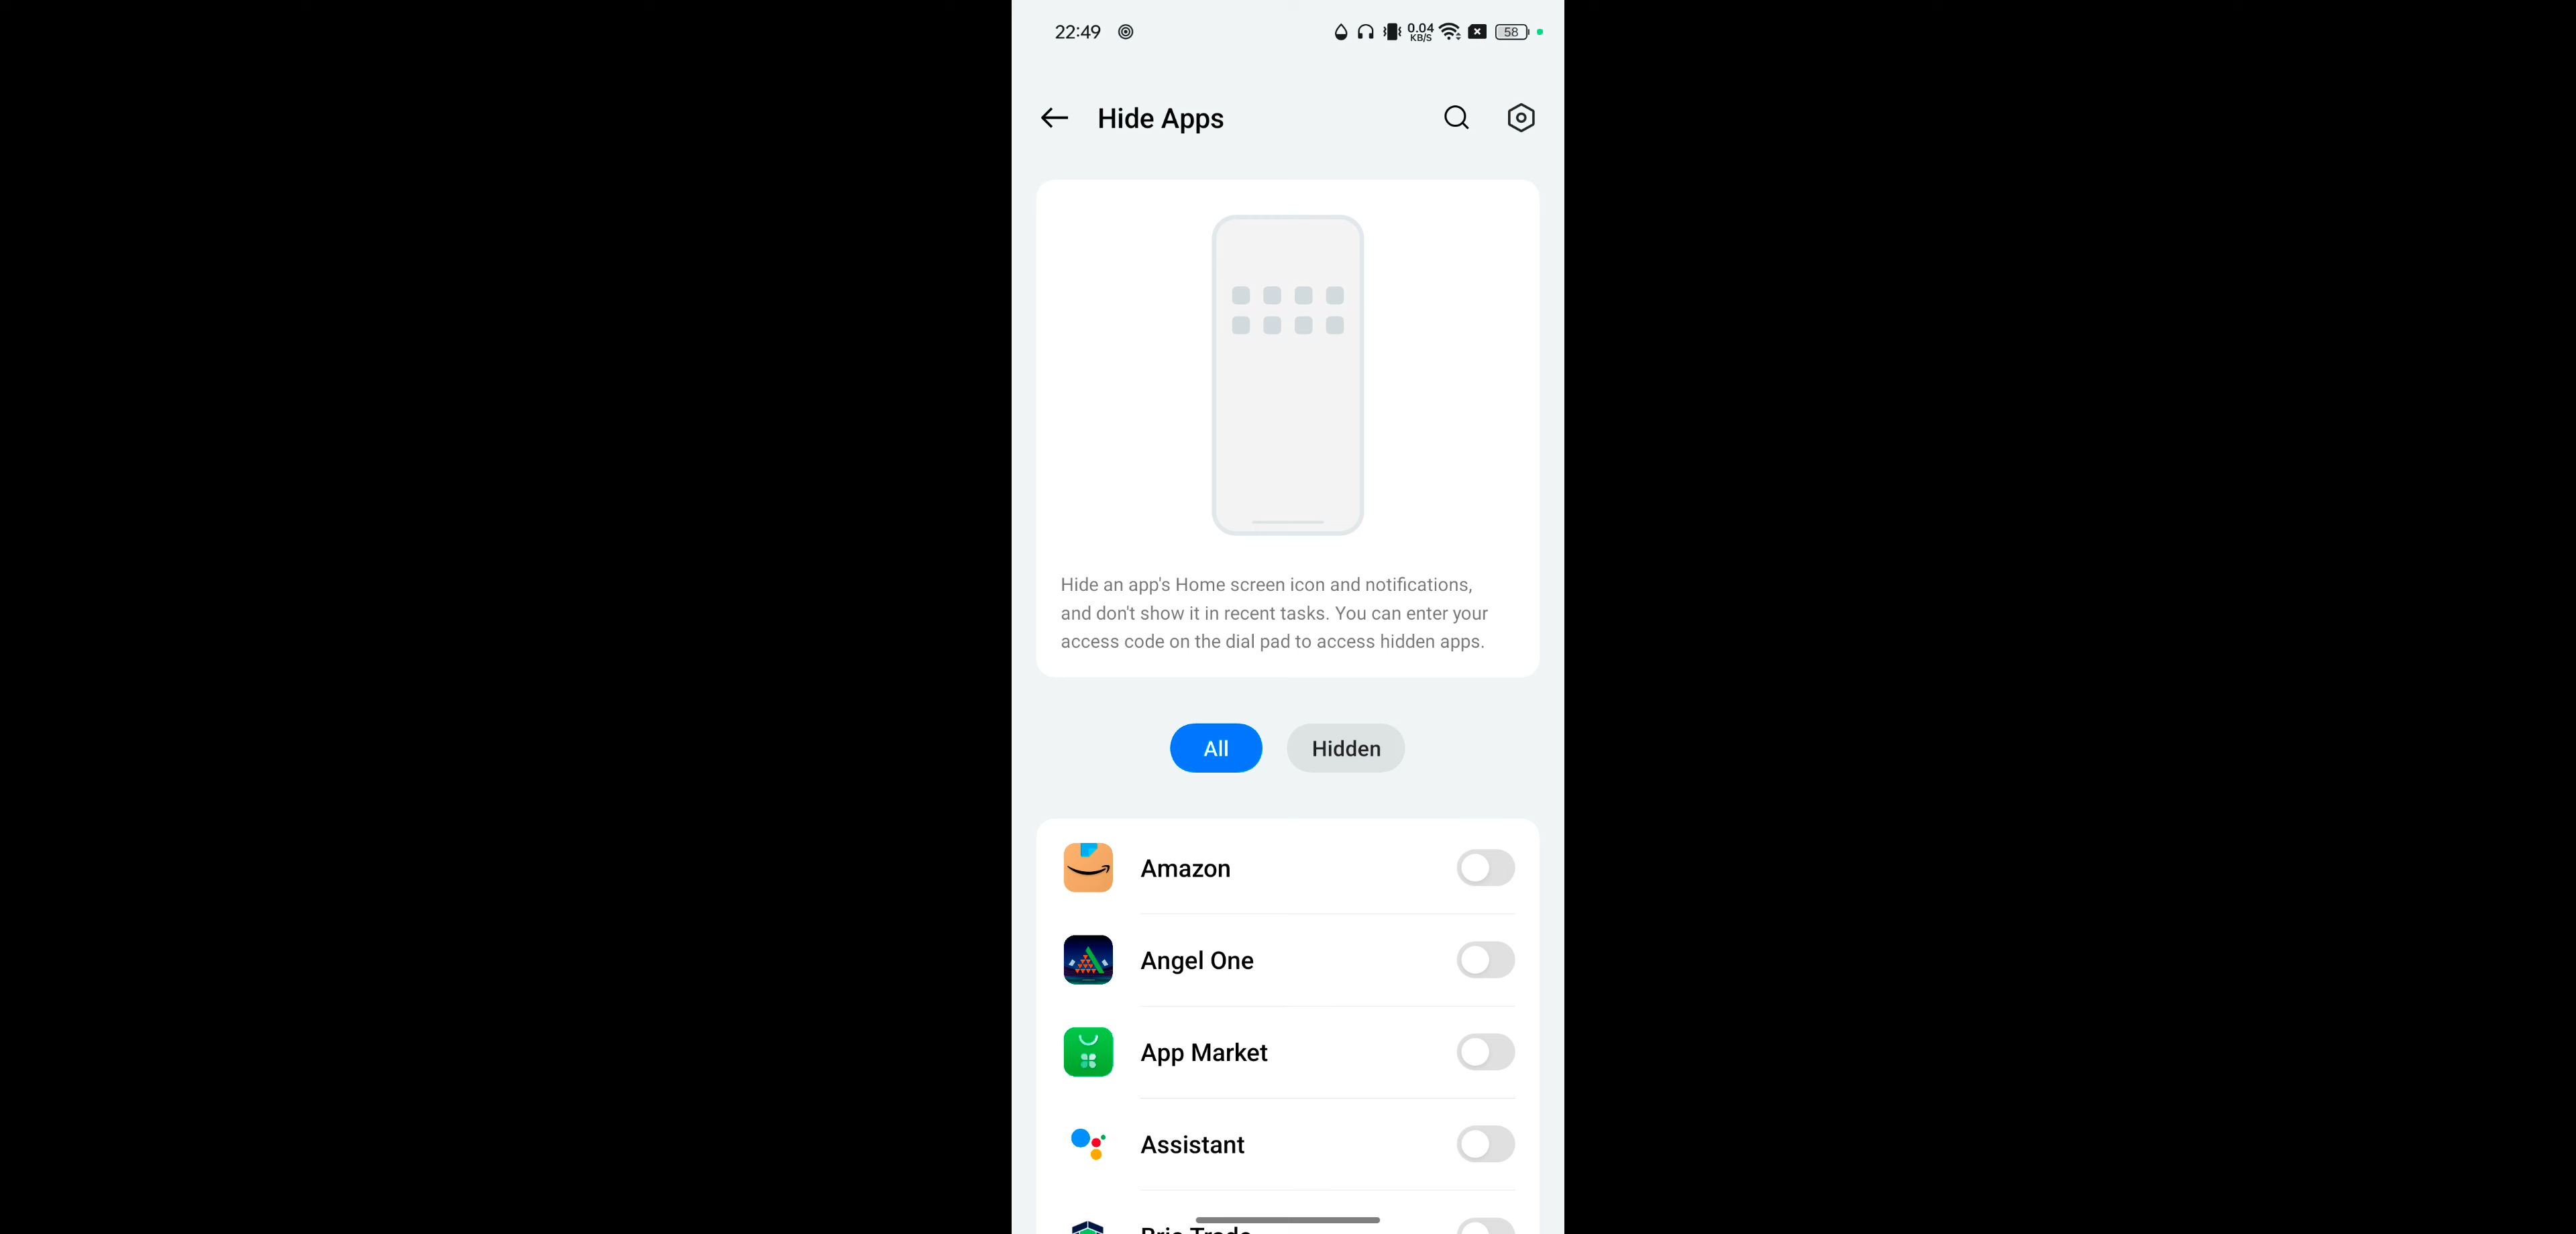 22:49 0.04 KB/S 58
Hide Apps
Hide an app's Home screen icon and notifications,
and don't show it in recent tasks. You can enter your
access code on the dial pad to access hidden apps.
All Hidden
Amazon
Angel One
App Market
Assistant